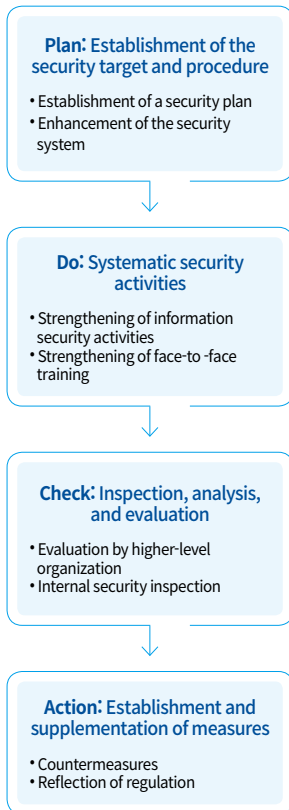 Plan: Establishment of the
security target and procedure
• Establishment of a security plan
• Enhancement of the security
system
Do: Systematic security
activities
• Strengthening of information
security activities
• Strengthening of face-to -face
training
Check: Inspection, analysis,
and evaluation
• Evaluation by higher-level
organization
• Internal security inspection
Action: Establishment and
supplementation of measures
• Countermeasures
• Reflection of regulation